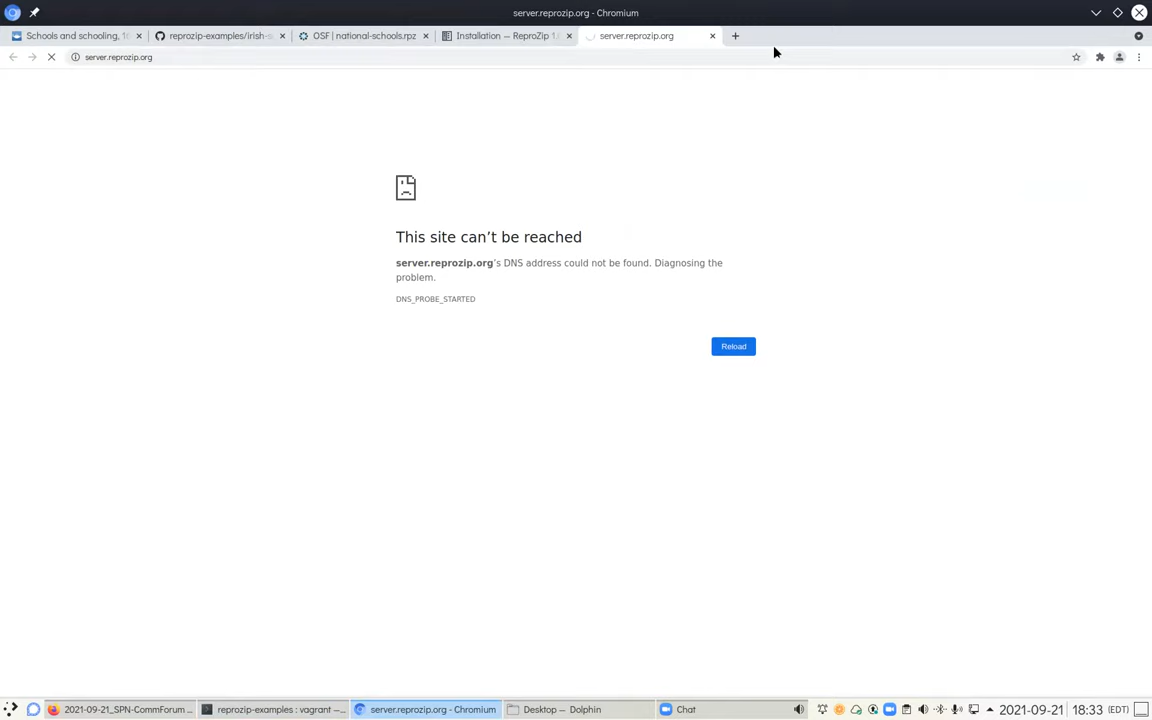 server.reprozip.org - Chromium
Schools and schooling, 18
reprozip-examples/irish-s
OSF | national-schools.rpz
Installation — ReproZip 1.
server.reprozip.org
server.reprozip.org
This site can’t be reached
server.reprozip.org’s DNS address could not be found. Diagnosing the
problem.
DNS_PROBE_STARTED
Reload
2021-09-21_SPN-CommForum ...
reprozip-examples : vagrant —...
server.reprozip.org - Chromium
Desktop — Dolphin
Chat
2021-09-21
18:33
(EDT)